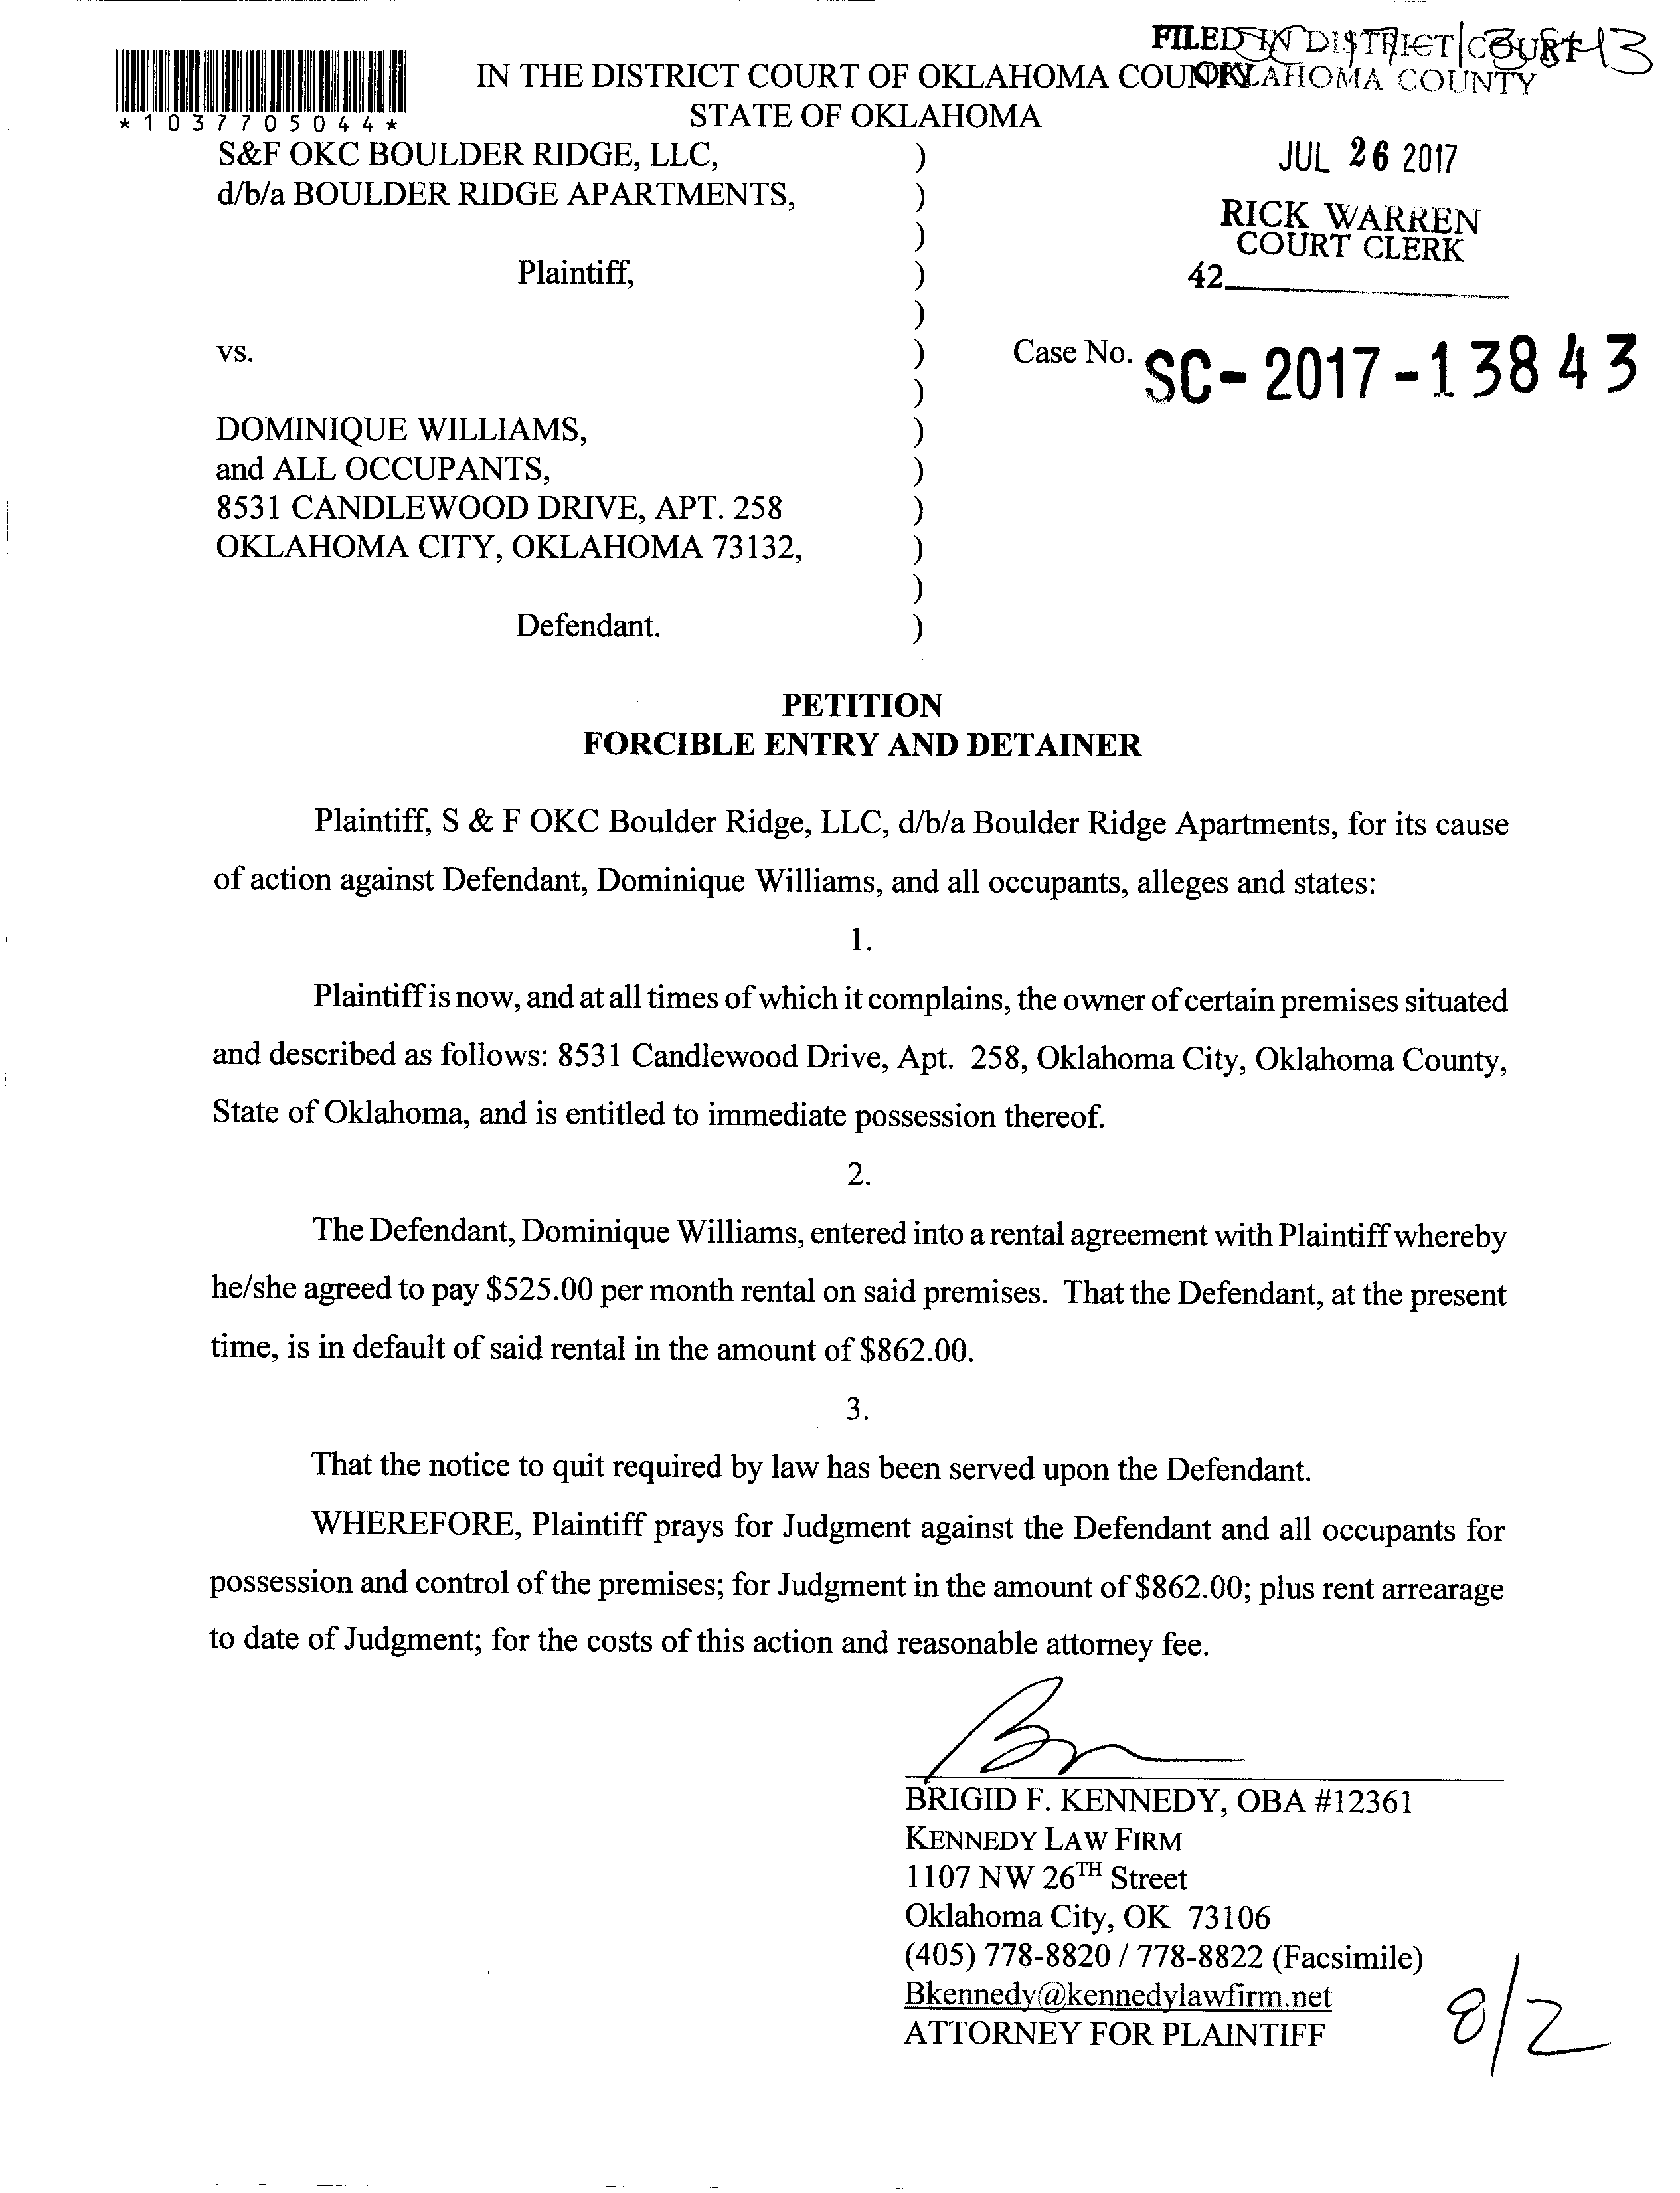 FILED IN DISTRICT COURT
OKLAHOMA COUNTY
IN THE DISTRICT COURT OF OKLAHOMA COUNTY
STATE OF OKLAHOMA
*1037705044*
JUL 26 2017
RICK WARREN
COURT CLERK
42
S&F OKC BOULDER RIDGE, LLC, )
d/b/a BOULDER RIDGE APARTMENTS, )
)
Plaintiff, )
)
vs. ) Case No. SC-2017-13843
)
DOMINIQUE WILLIAMS, )
and ALL OCCUPANTS, )
8531 CANDLEWOOD DRIVE, APT. 258 )
OKLAHOMA CITY, OKLAHOMA 73132, )
)
Defendant. )
PETITION
FORCIBLE ENTRY AND DETAINER
Plaintiff, S & F OKC Boulder Ridge, LLC, d/b/a Boulder Ridge Apartments, for its cause
of action against Defendant, Dominique Williams, and all occupants, alleges and states:
1.
Plaintiff is now, and at all times of which it complains, the owner of certain premises situated
and described as follows: 8531 Candlewood Drive, Apt. 258, Oklahoma City, Oklahoma County,
State of Oklahoma, and is entitled to immediate possession thereof.
2.
The Defendant, Dominique Williams, entered into a rental agreement with Plaintiff whereby
he/she agreed to pay $525.00 per month rental on said premises. That the Defendant, at the present
time, is in default of said rental in the amount of $862.00.
3.
That the notice to quit required by law has been served upon the Defendant.
WHEREFORE, Plaintiff prays for Judgment against the Defendant and all occupants for
possession and control of the premises; for Judgment in the amount of $862.00; plus rent arrearage
to date of Judgment; for the costs of this action and reasonable attorney fee.
BRIGID F. KENNEDY, OBA #12361
KENNEDY LAW FIRM
1107 NW 26TH Street
Oklahoma City, OK 73106
(405) 778-8820 / 778-8822 (Facsimile)
Bkennedy@kennedylawfirm.net
ATTORNEY FOR PLAINTIFF
8/2